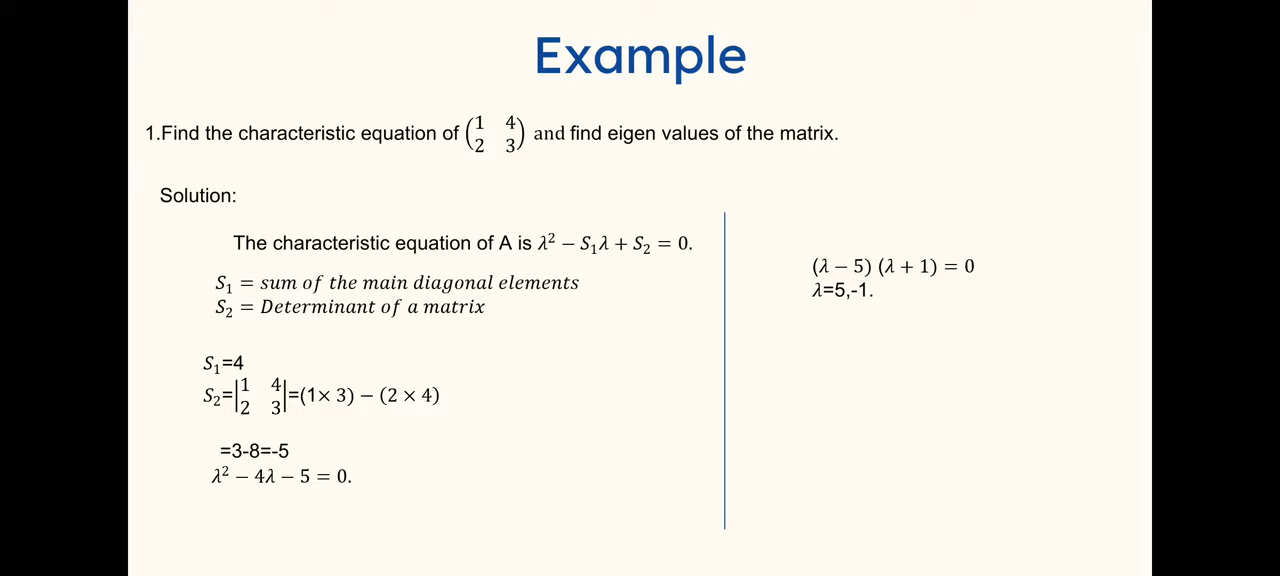 Example
1.Find the characteristic equation of (1 4
2 3) and find eigen values of the matrix.
Solution:
The characteristic equation of A is λ² − S₁λ + S₂ = 0.
S₁ = sum of the main diagonal elements
S₂ = Determinant of a matrix
S₁=4
S₂=|1 4
2 3|=(1× 3) − (2 × 4)
=3-8=-5
λ² − 4λ − 5 = 0.
(λ − 5) (λ + 1) = 0
λ=5,-1.